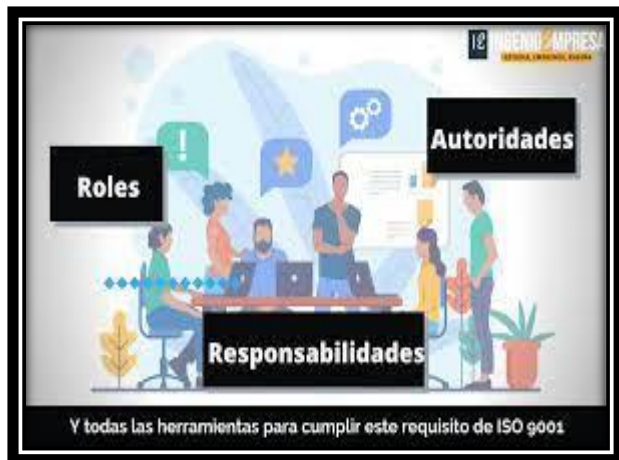 INGENIO EMPRESA
Autoridades
Roles
Responsabilidades
Y todas las herramientas para cumplir este requisito de ISO 9001